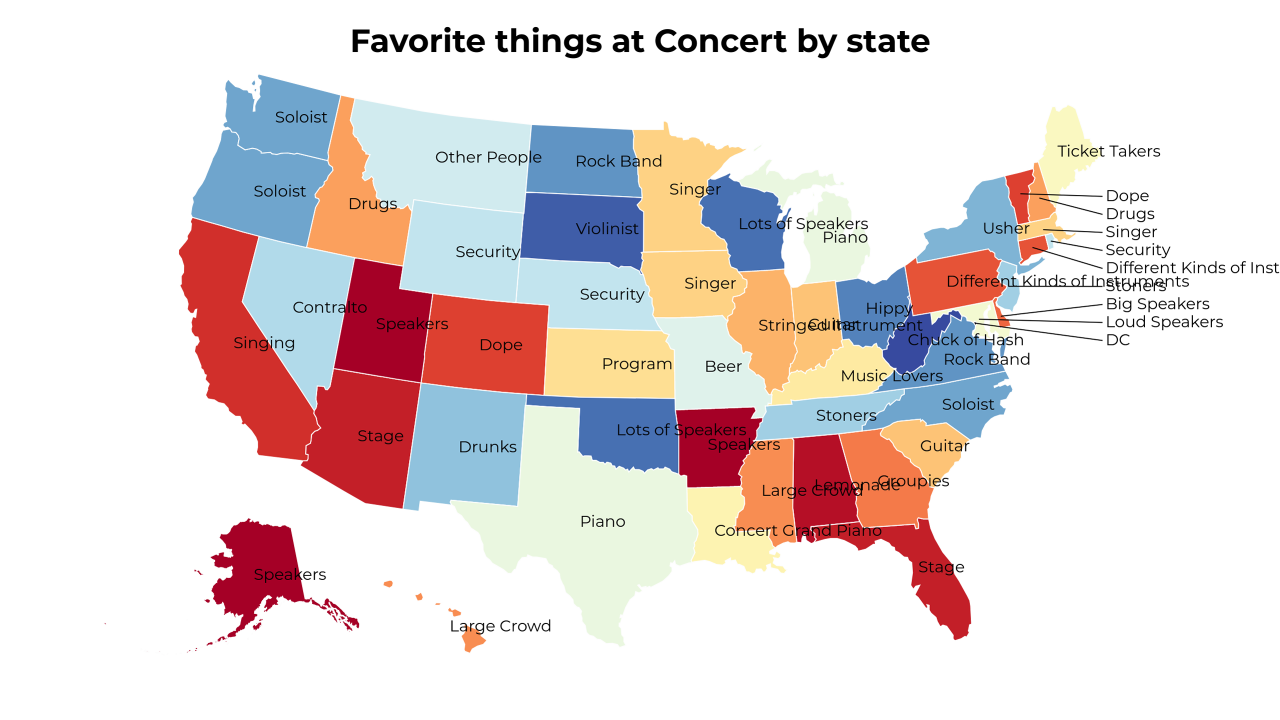 Favorite things at Concert by state
Soloist
Other People
Rock Band
Ticket Takers
Soloist
Drugs
Singer
Dope
Drugs
Violinist
Lots of Speakers
Piano
Usher
Singer
Security
Security
Different Kinds of Inst
Security
Singer
Different Kinds of Instruments
Stoners
Contralto
Speakers
Stringed Instrument
Guitar
Hippy
Big Speakers
Loud Speakers
Singing
Dope
Program
Beer
Chuck of Hash
DC
Rock Band
Music Lovers
Stage
Drunks
Lots of Speakers
Speakers
Stoners
Soloist
Guitar
Large Crowd
Lemonade
Groupies
Piano
Concert Grand Piano
Stage
Speakers
Large Crowd